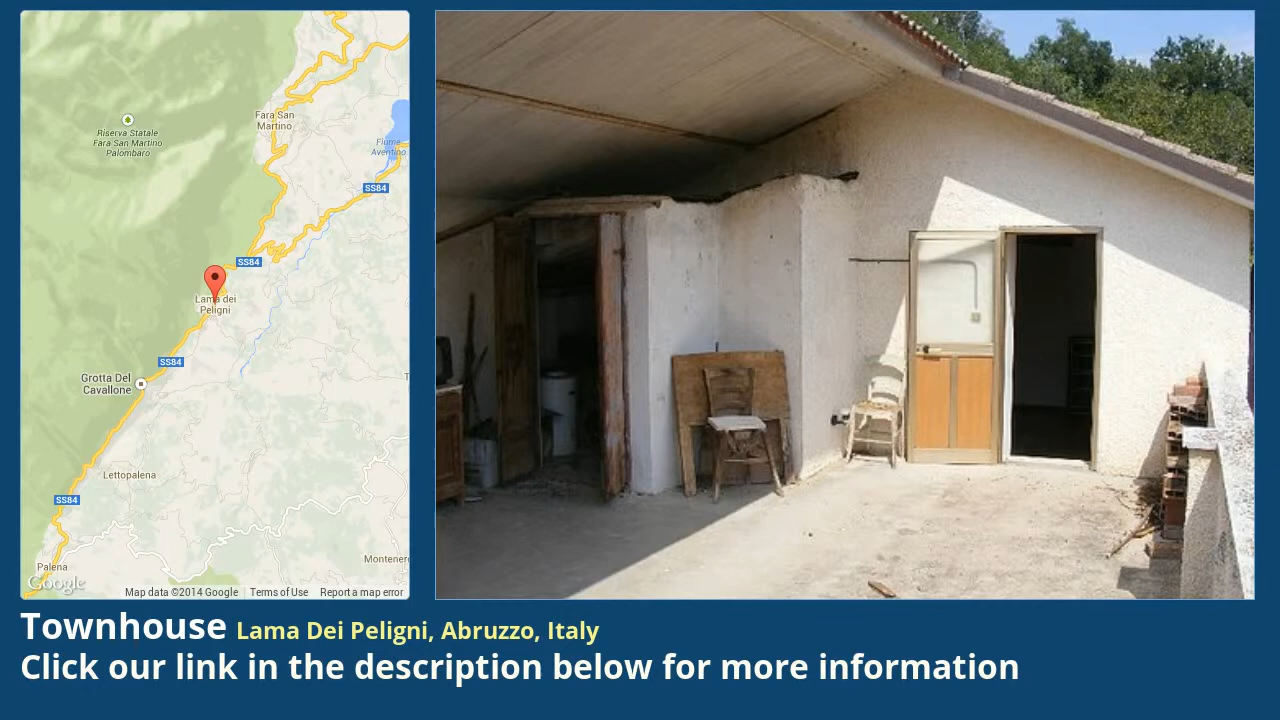 Fara San
Martino
Riserva Statale
Fara San Martino
Palombaro
Fiume
Aventino
SS84
SS84
Lama dei
Peligni
SS84
Grotta Del
Cavallone
Lettopalena
SS84
Palena
Montenero
Google
Map data ©2014 Google
Terms of Use
Report a map error
Townhouse Lama Dei Peligni, Abruzzo, Italy
Click our link in the description below for more information